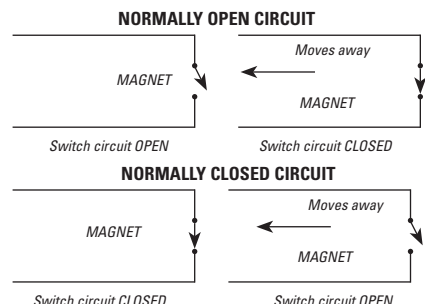 NORMALLY OPEN CIRCUIT
MAGNET
Moves away
MAGNET
Switch circuit OPEN
Switch circuit CLOSED
NORMALLY CLOSED CIRCUIT
MAGNET
Moves away
MAGNET
Switch circuit CLOSED
Switch circuit OPEN